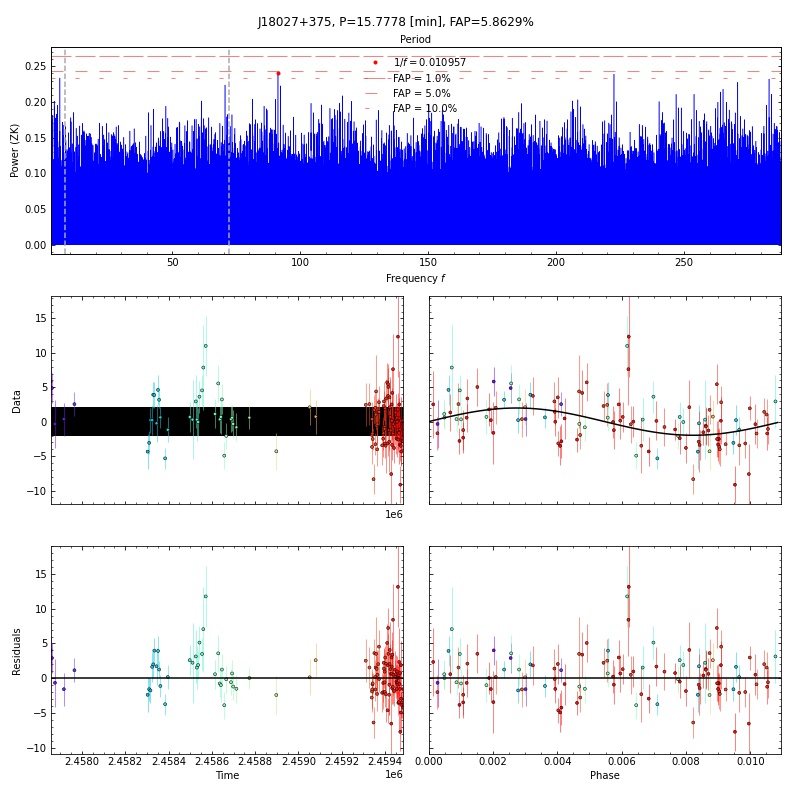 J18027+375, P=15.7778 [min], FAP=5.8629%
Period
Power (ZK)
0.25
0.20
0.15
0.10
0.05
0.00
1/f = 0.010957
FAP = 1.0%
FAP = 5.0%
FAP = 10.0%
50 100 150 200 250
Frequency f
Data
15
10
5
0
−5
−10
1e6
Residuals
15
10
5
0
−5
−10
2.4580 2.4582 2.4584 2.4586 2.4588 2.4590 2.4592 2.4594
1e6
Time
0.000 0.002 0.004 0.006 0.008 0.010
Phase